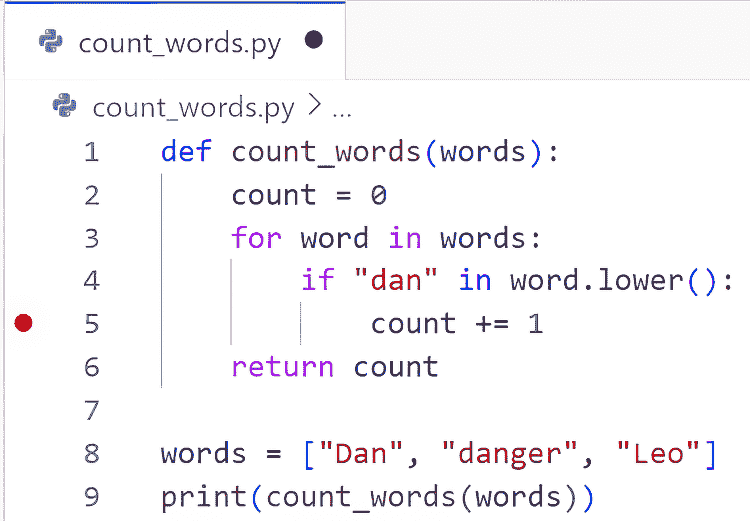 count_words.py
count_words.py > ...
1 def count_words(words):
2     count = 0
3     for word in words:
4         if "dan" in word.lower():
5             count += 1
6     return count
7
8 words = ["Dan", "danger", "Leo"]
9 print(count_words(words))